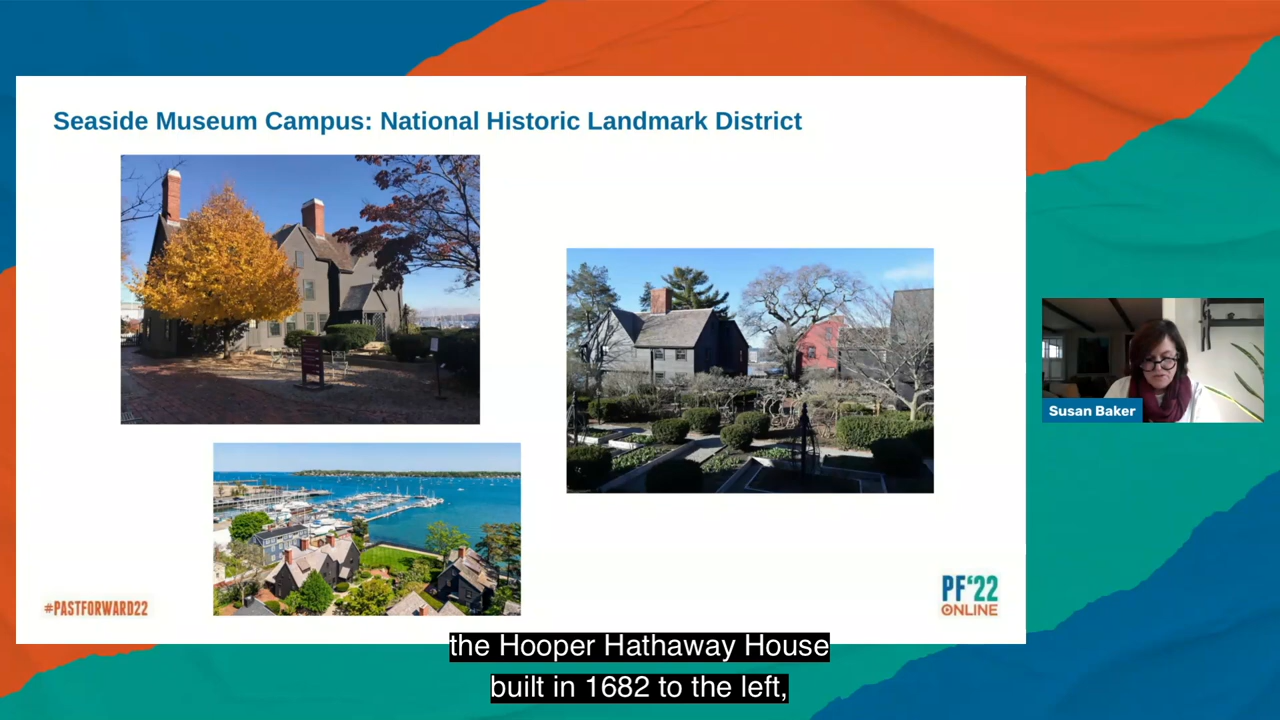 Seaside Museum Campus: National Historic Landmark District
Susan Baker
#PASTFORWARD22
PF'22
ONLINE
the Hooper Hathaway House
built in 1682 to the left,